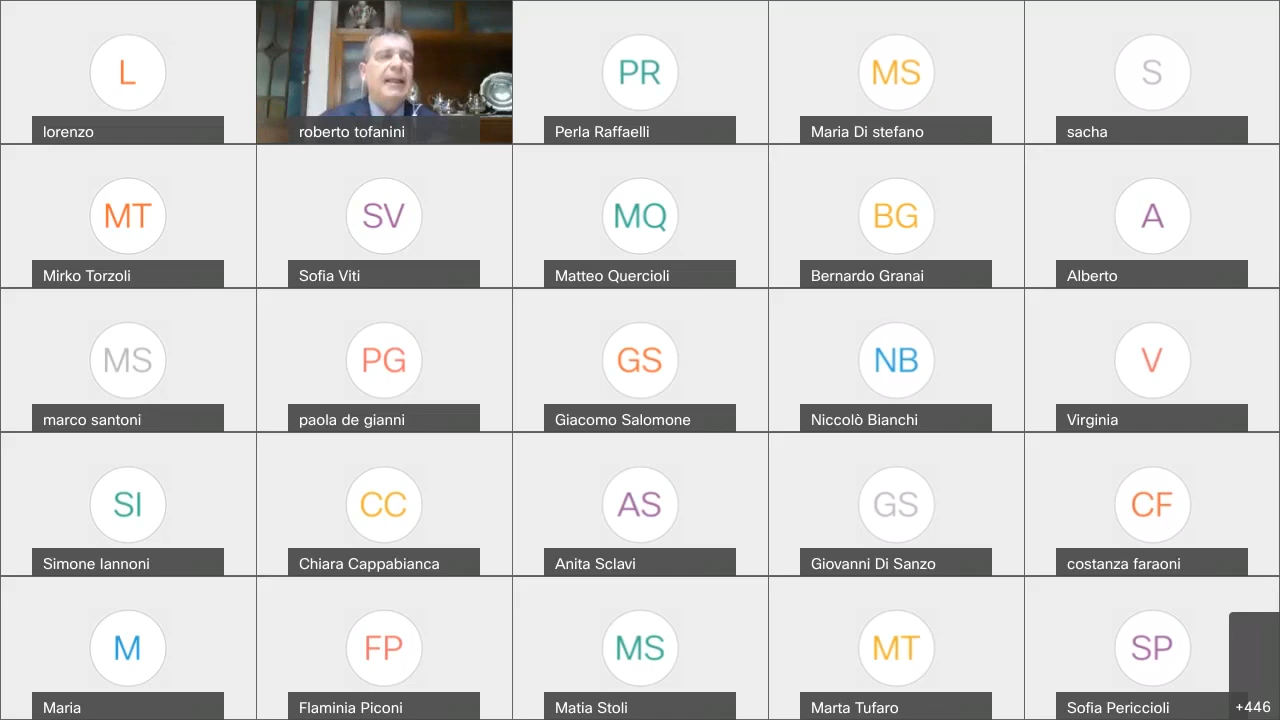 L
lorenzo
roberto tofanini
PR
Perla Raffaelli
MS
Maria Di stefano
S
sacha
MT
Mirko Torzoli
SV
Sofia Viti
MQ
Matteo Quercioli
BG
Bernardo Granai
A
Alberto
MS
marco santoni
PG
paola de gianni
GS
Giacomo Salomone
NB
Niccolò Bianchi
V
Virginia
SI
Simone Iannoni
CC
Chiara Cappabianca
AS
Anita Sclavi
GS
Giovanni Di Sanzo
CF
costanza faraoni
M
Maria
FP
Flaminia Piconi
MS
Matia Stoli
MT
Marta Tufaro
SP
Sofia Periccioli
+446